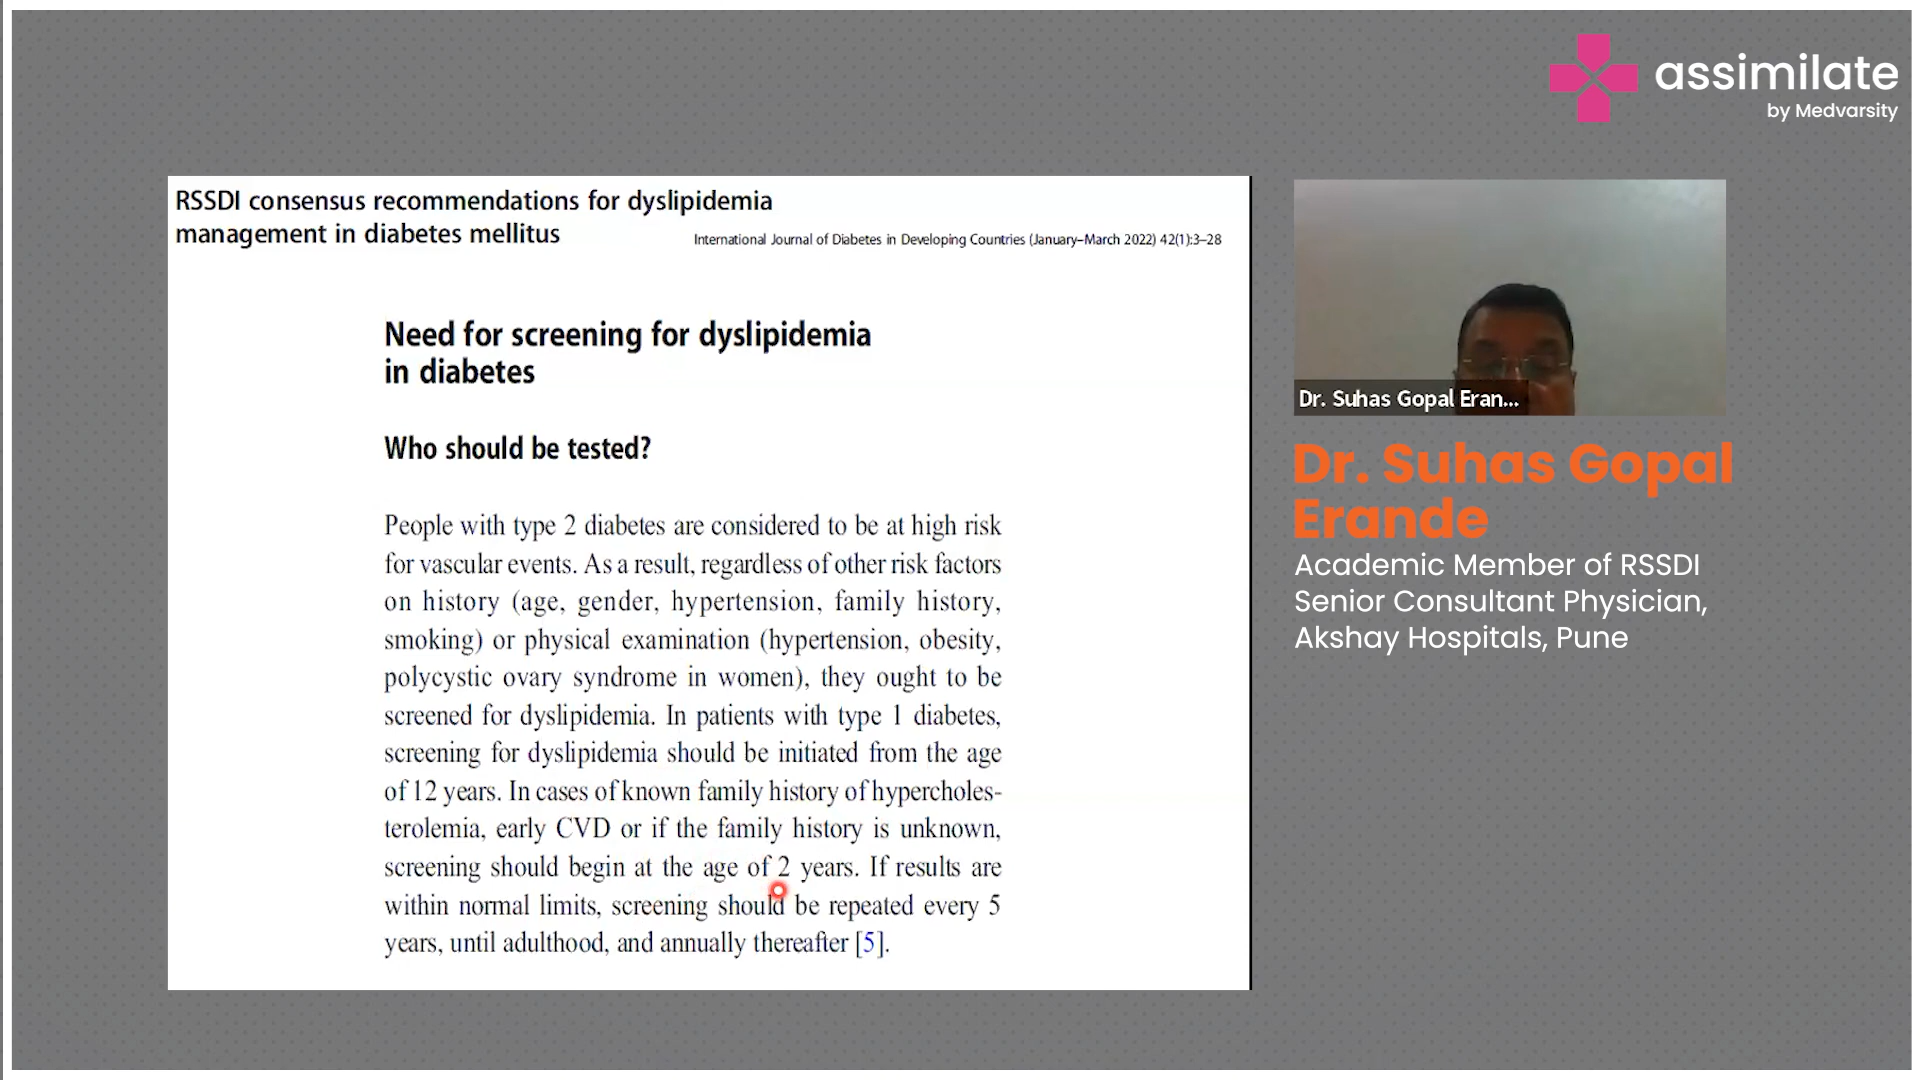 assimilate
by Medvarsity
RSSDI consensus recommendations for dyslipidemia
management in diabetes mellitus
International Journal of Diabetes in Developing Countries (January–March 2022) 42(1):3–28
Need for screening for dyslipidemia
in diabetes
Who should be tested?
People with type 2 diabetes are considered to be at high risk
for vascular events. As a result, regardless of other risk factors
on history (age, gender, hypertension, family history,
smoking) or physical examination (hypertension, obesity,
polycystic ovary syndrome in women), they ought to be
screened for dyslipidemia. In patients with type 1 diabetes,
screening for dyslipidemia should be initiated from the age
of 12 years. In cases of known family history of hypercholes-
terolemia, early CVD or if the family history is unknown,
screening should begin at the age of 2 years. If results are
within normal limits, screening should be repeated every 5
years, until adulthood, and annually thereafter [5].
Dr. Suhas Gopal Eran...
Dr. Suhas Gopal
Erande
Academic Member of RSSDI
Senior Consultant Physician,
Akshay Hospitals, Pune